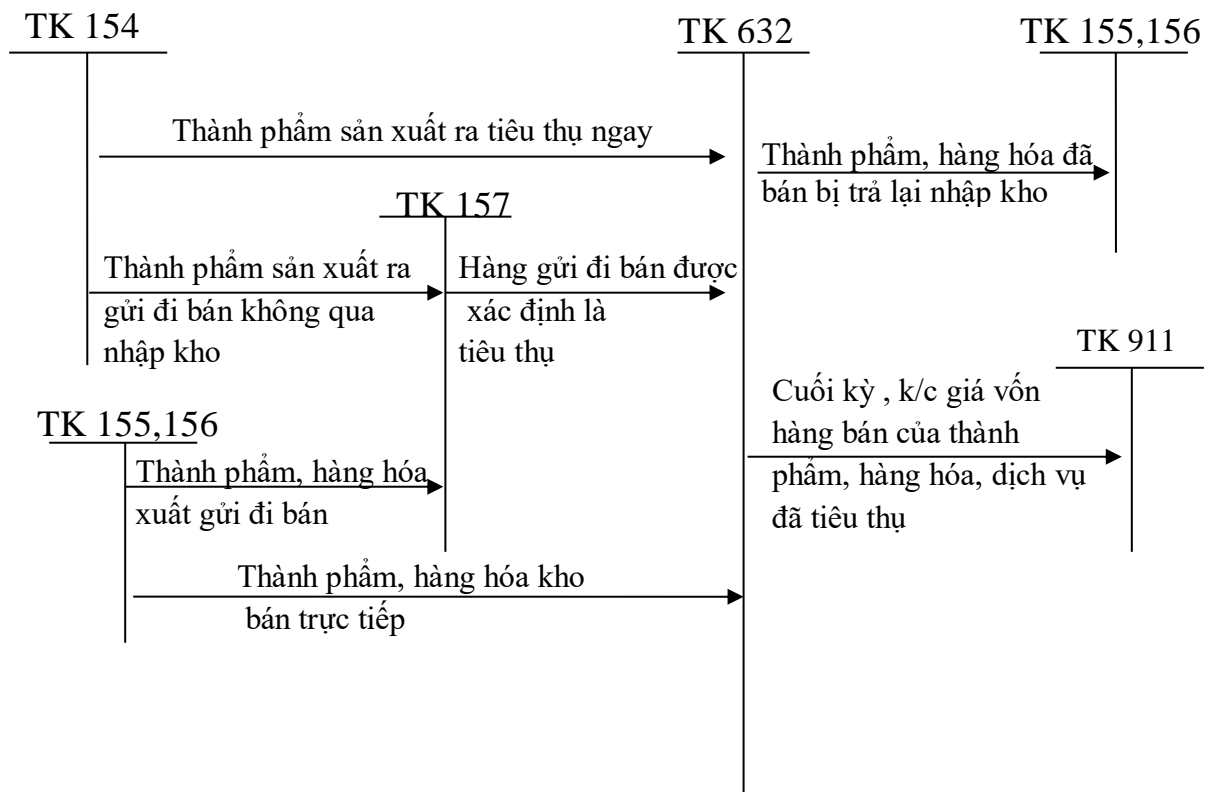 TK 154
TK 632
TK 155,156
Thành phẩm sản xuất ra tiêu thụ ngay
Thành phẩm, hàng hóa đã
bán bị trả lại nhập kho
TK 157
Thành phẩm sản xuất ra
gửi đi bán không qua
nhập kho
Hàng gửi đi bán được
xác định là
tiêu thụ
TK 911
Cuối kỳ , k/c giá vốn
hàng bán của thành
phẩm, hàng hóa, dịch vụ
đã tiêu thụ
TK 155,156
Thành phẩm, hàng hóa
xuất gửi đi bán
Thành phẩm, hàng hóa kho
bán trực tiếp